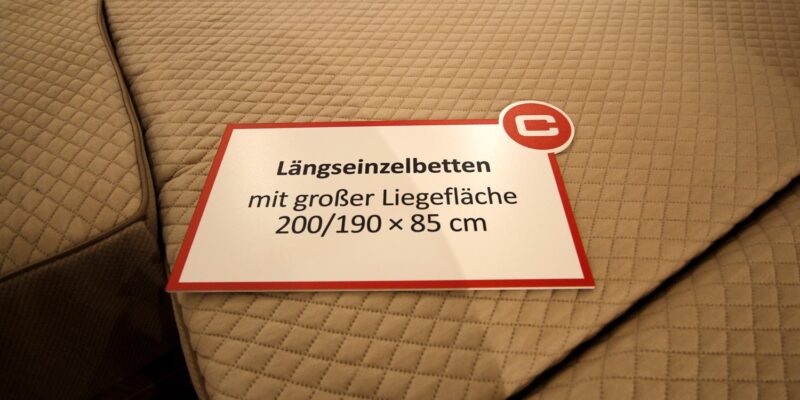 C
Längseinzelbetten
mit großer Liegefläche
200/190 × 85 cm